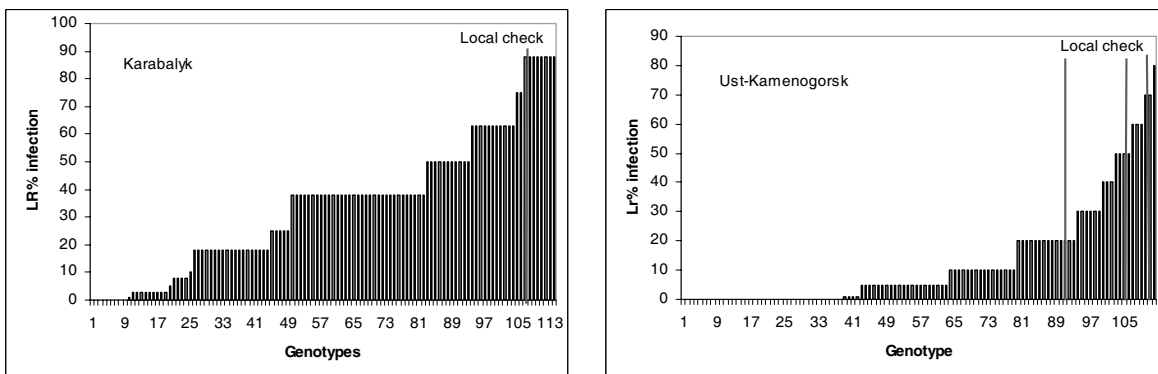 100
90
80
70
60
50
40
30
20
10
0
LR% infection
Karabalyk
Local check
1 9 17 25 33 41 49 57 65 73 81 89 97 105 113
Genotypes
90
80
70
60
50
40
30
20
10
0
Lr% infection
Ust-Kamenogorsk
Local check
1 9 17 25 33 41 49 57 65 73 81 89 97 105
Genotype